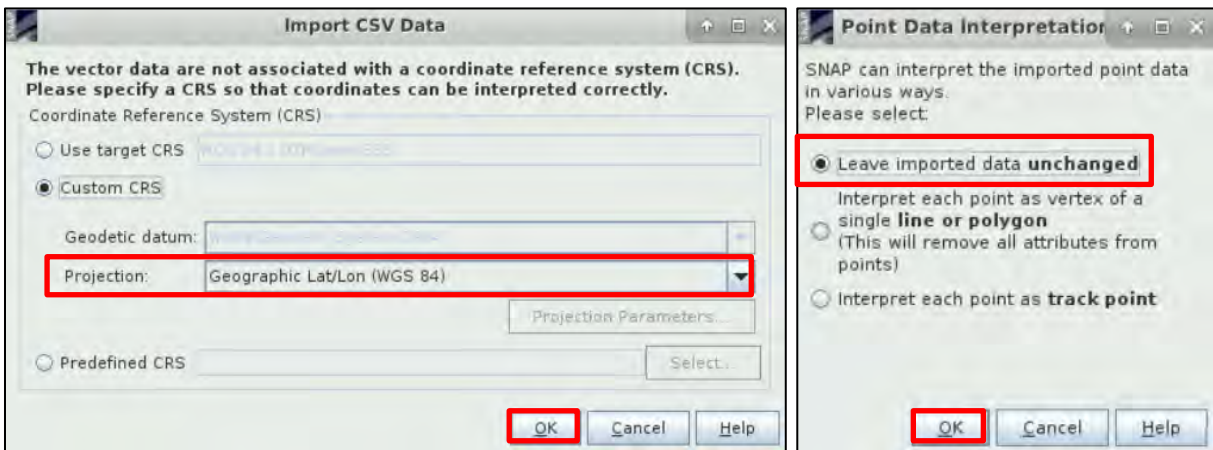 Import CSV Data
The vector data are not associated with a coordinate reference system (CRS).
Please specify a CRS so that coordinates can be interpreted correctly.
Coordinate Reference System (CRS)
Use target CRS
Custom CRS
Geodetic datum:
Projection: Geographic Lat/Lon (WGS 84)
Projection Parameters...
Predefined CRS Select...
OK Cancel Help
Point Data Interpretation
SNAP can interpret the imported point data
in various ways.
Please select:
Leave imported data unchanged
Interpret each point as vertex of a
single line or polygon
(This will remove all attributes from
points)
Interpret each point as track point
OK Cancel Help